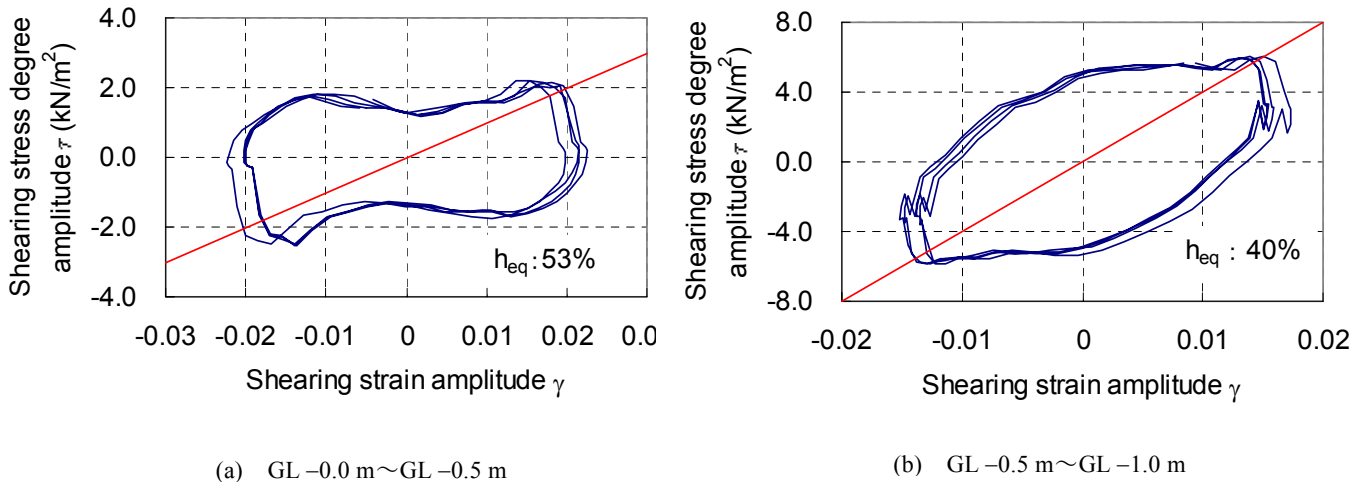 Shearing stress degree
amplitude τ (kN/m²)
4.0
2.0
0.0
-2.0
-4.0
h_eq : 53%
-0.03 -0.02 -0.01 0 0.01 0.02 0.0
Shearing strain amplitude γ
(a) GL −0.0 m～GL −0.5 m
Shearing stress degree
amplitude τ (kN/m²)
8.0
4.0
0.0
-4.0
-8.0
h_eq : 40%
-0.02 -0.01 0 0.01 0.02
Shearing strain amplitude γ
(b) GL −0.5 m～GL −1.0 m